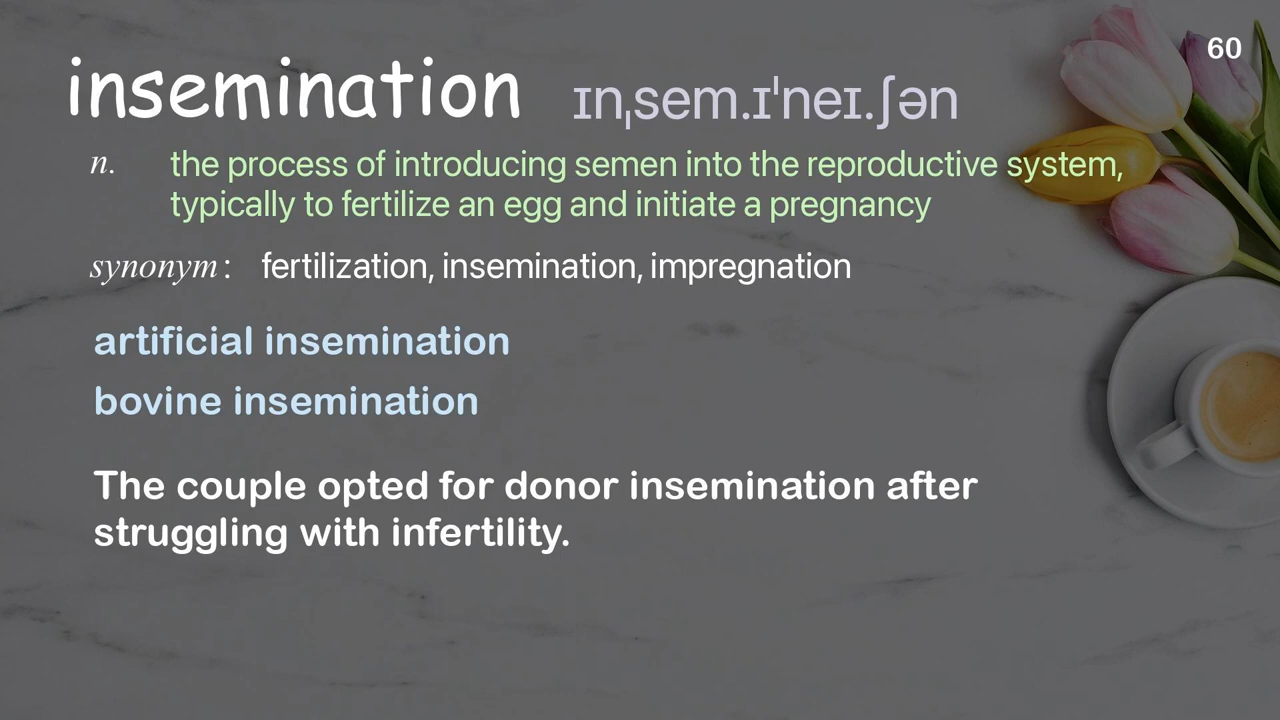 60
insemination ɪnˌsem.ɪˈneɪ.ʃən
n. the process of introducing semen into the reproductive system,
typically to fertilize an egg and initiate a pregnancy
synonym : fertilization, insemination, impregnation
artificial insemination
bovine insemination
The couple opted for donor insemination after
struggling with infertility.